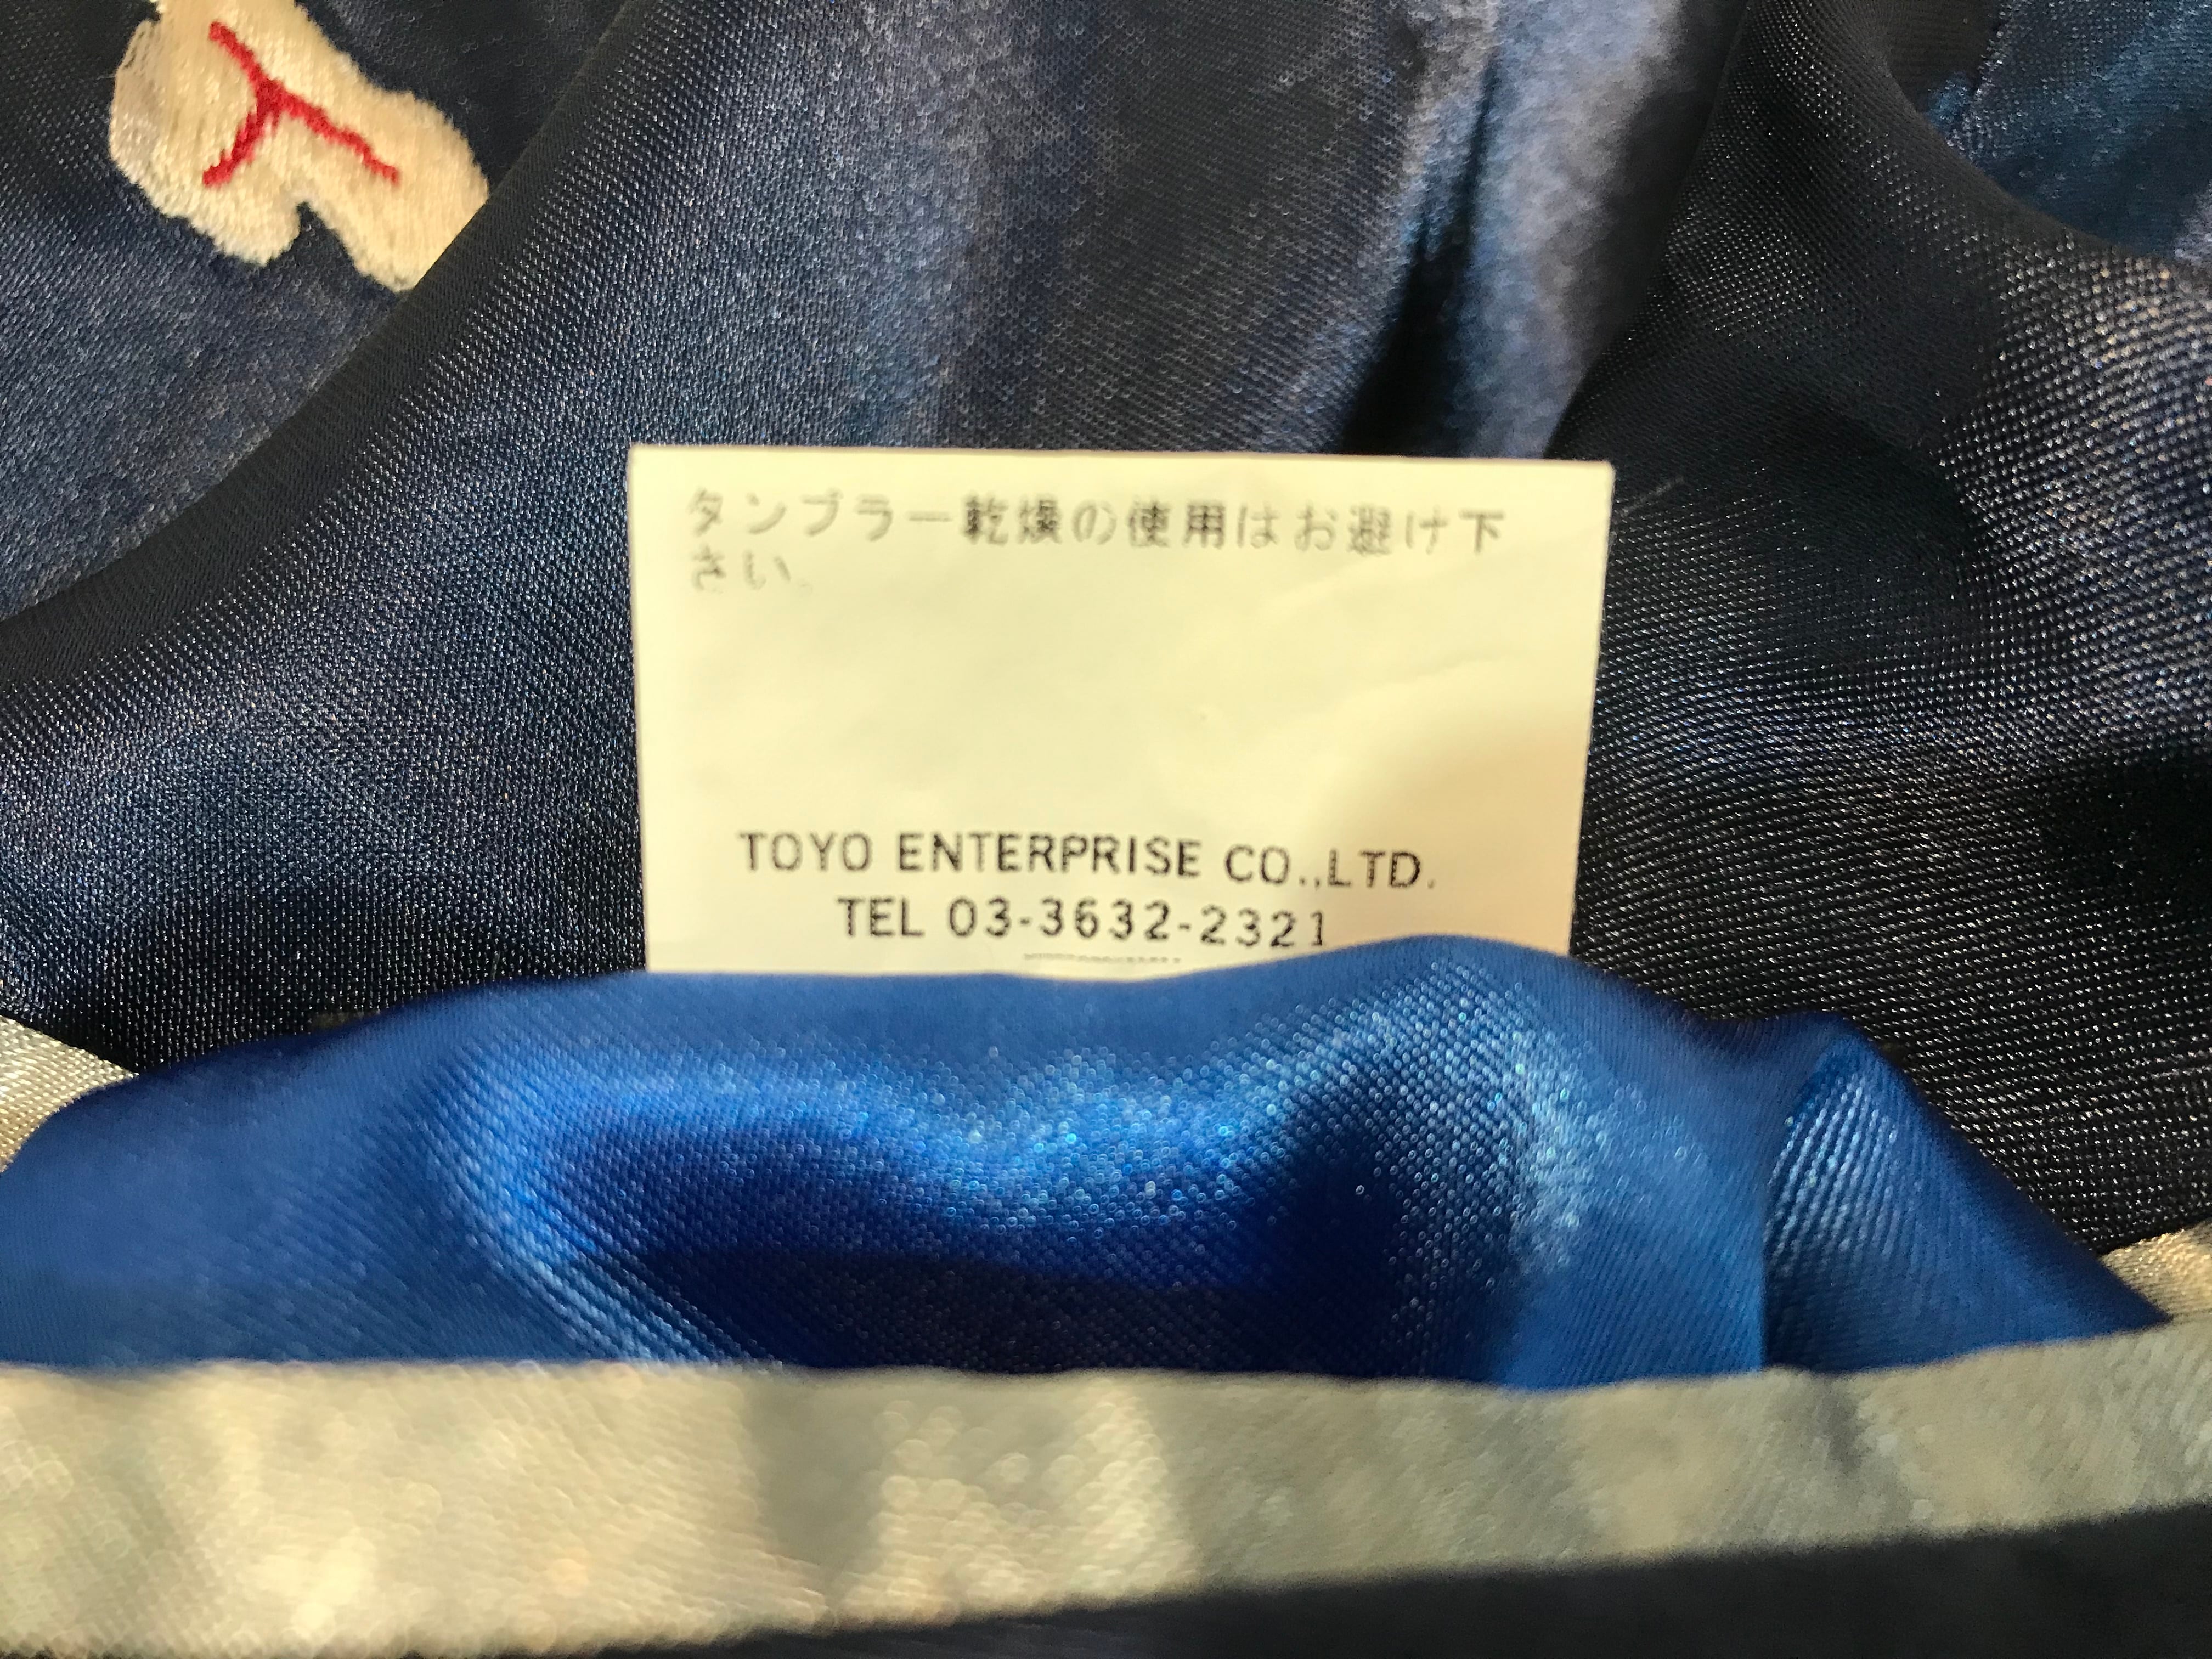 タンブラー乾燥の使用はお避け下
さい。
TOYO ENTERPRISE CO.,LTD.
TEL 03-3632-2321